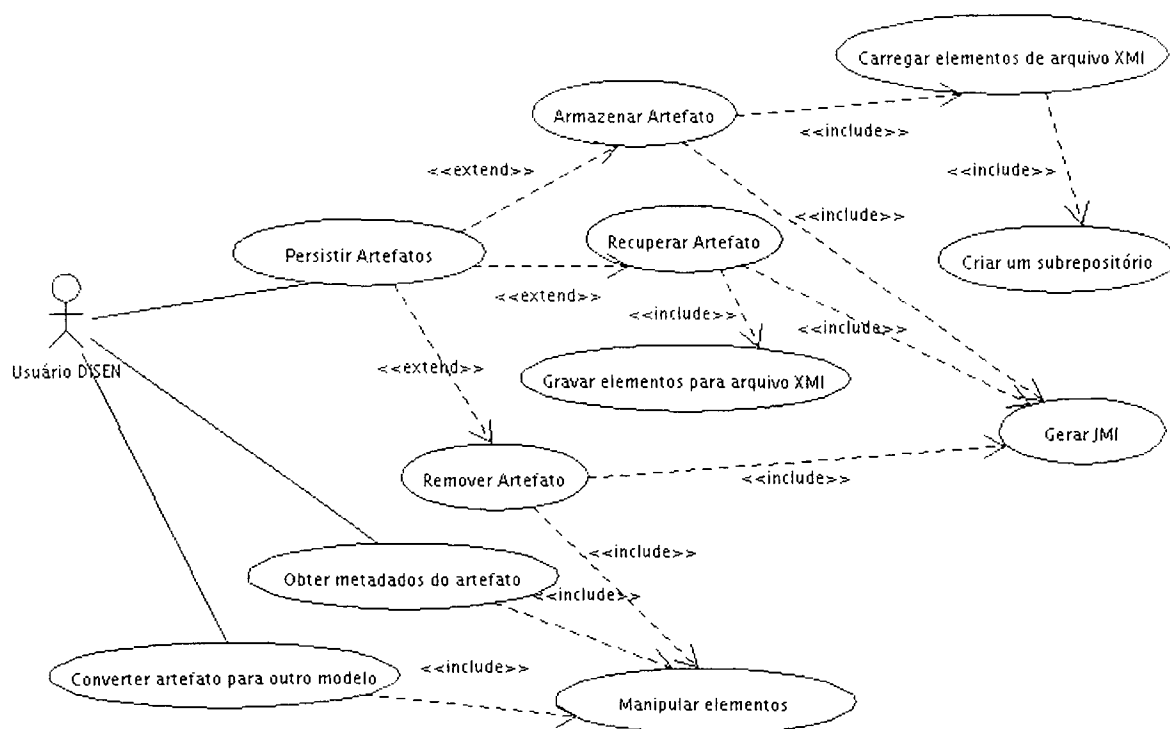 Carregar elementos de arquivo XMI
Armazenar Artefato
<<include>>
<<extend>>
<<include>>
<<include>>
Persistir Artefatos
Recuperar Artefato
Criar um subrepositório
<<extend>>
<<include>>
<<include>>
Usuário DISEN
<<extend>>
Gravar elementos para arquivo XMI
Gerar JMI
Remover Artefato
<<include>>
<<include>>
Obter metadados do artefato
<<include>>
<<include>>
Converter artefato para outro modelo
Manipular elementos